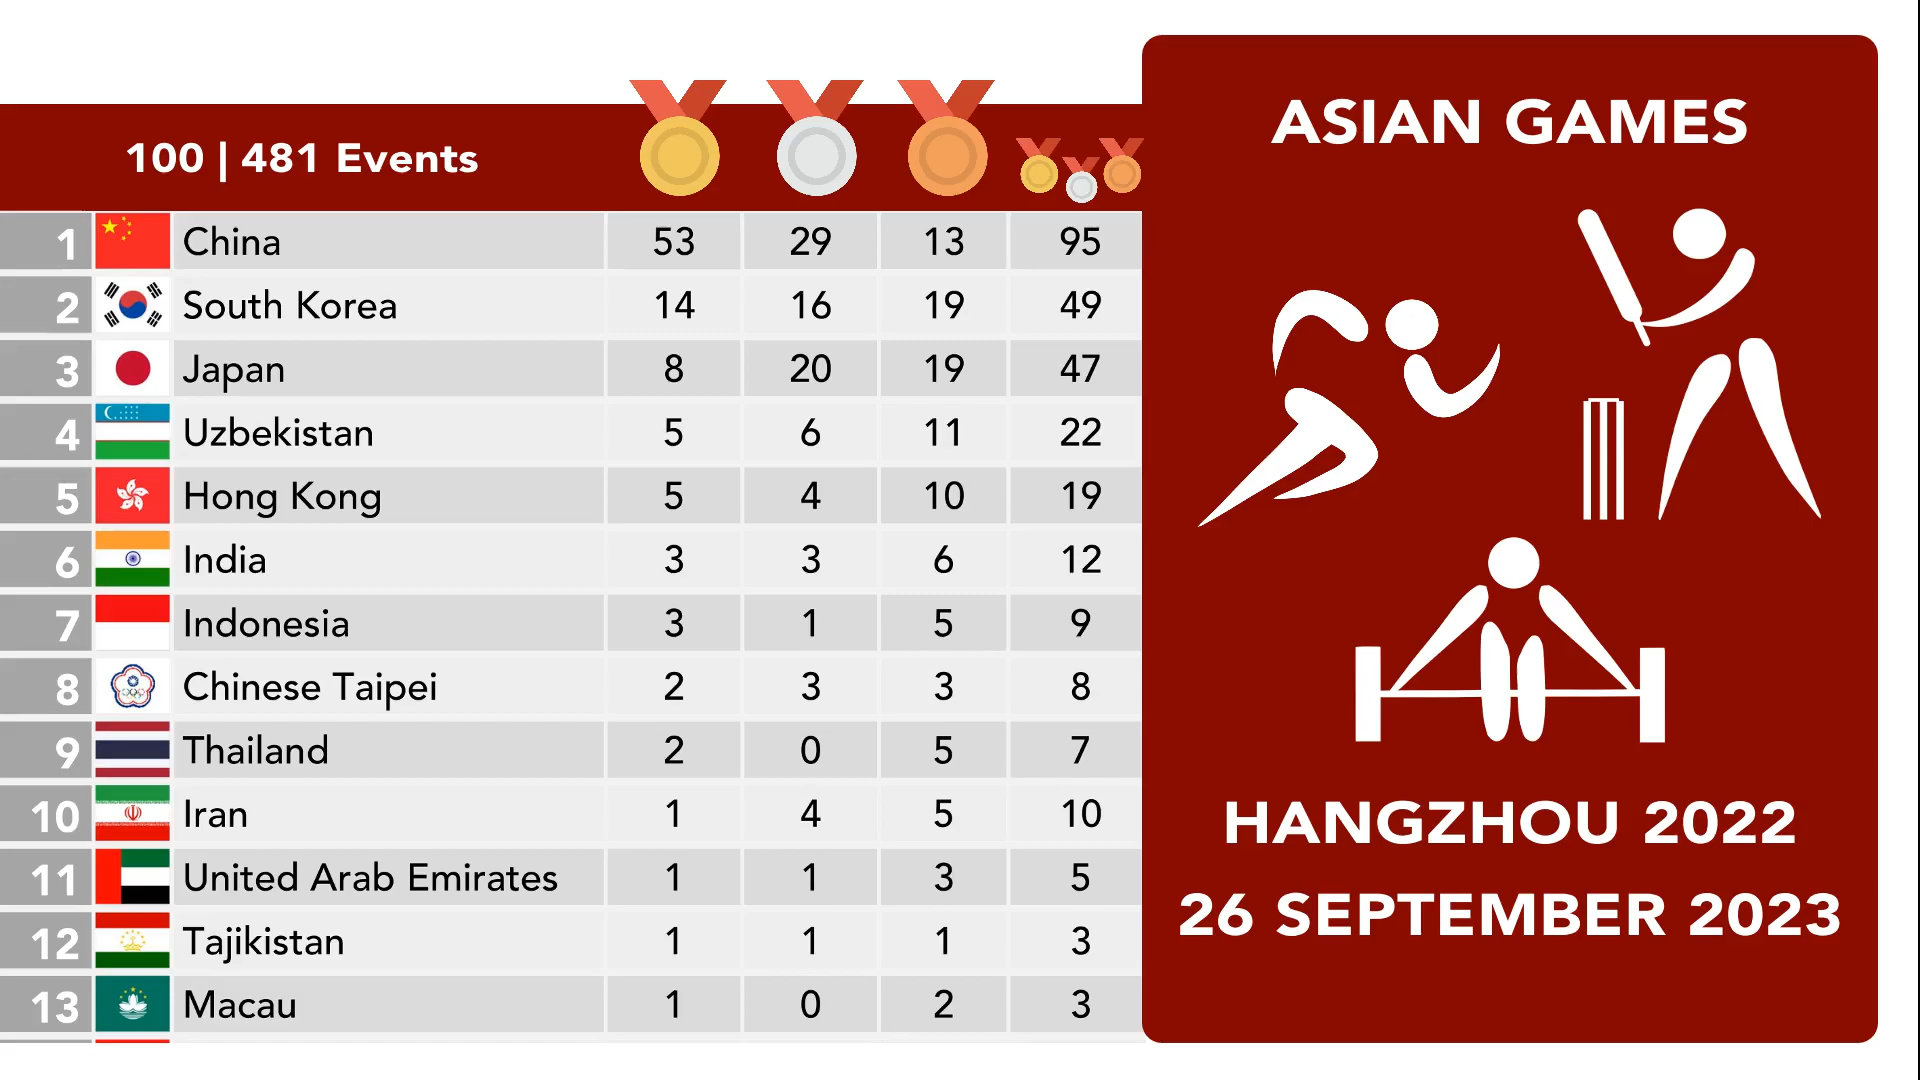 100 | 481 Events
1 China 53 29 13 95
2 South Korea 14 16 19 49
3 Japan 8 20 19 47
4 Uzbekistan 5 6 11 22
5 Hong Kong 5 4 10 19
6 India 3 3 6 12
7 Indonesia 3 1 5 9
8 Chinese Taipei 2 3 3 8
9 Thailand 2 0 5 7
10 Iran 1 4 5 10
11 United Arab Emirates 1 1 3 5
12 Tajikistan 1 1 1 3
13 Macau 1 0 2 3
ASIAN GAMES
HANGZHOU 2022
26 SEPTEMBER 2023